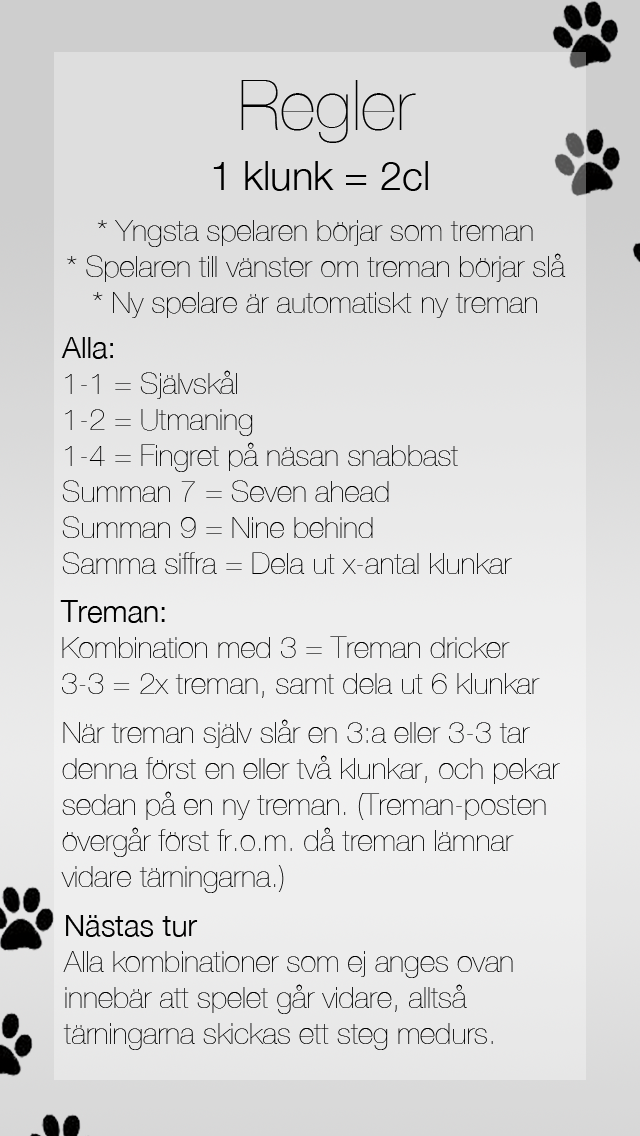 Regler
1 klunk = 2cl
* Yngsta spelaren börjar som treman
* Spelaren till vänster om treman börjar slå
* Ny spelare är automatiskt ny treman
Alla:
1-1 = Självskål
1-2 = Utmaning
1-4 = Fingret på näsan snabbast
Summan 7 = Seven ahead
Summan 9 = Nine behind
Samma siffra = Dela ut x-antal klunkar
Treman:
Kombination med 3 = Treman dricker
3-3 = 2x treman, samt dela ut 6 klunkar
När treman själv slår en 3:a eller 3-3 tar
denna först en eller två klunkar, och pekar
sedan på en ny treman. (Treman-posten
övergår först fr.o.m. då treman lämnar
vidare tärningarna.)
Nästas tur
Alla kombinationer som ej anges ovan
innebär att spelet går vidare, alltså
tärningarna skickas ett steg medurs.